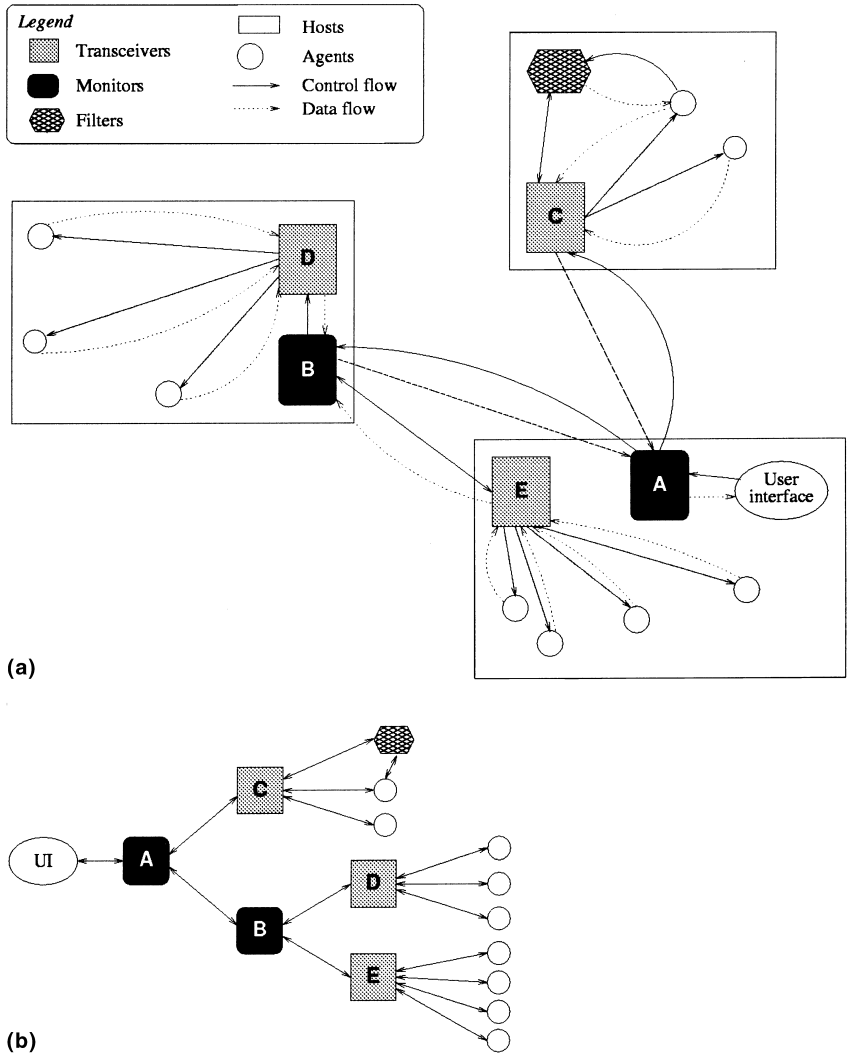 Legend
Transceivers
Monitors
Filters
Hosts
Agents
Control flow
Data flow
C
D
B
E
A
User
interface
(a)
C
UI
A
D
B
E
(b)